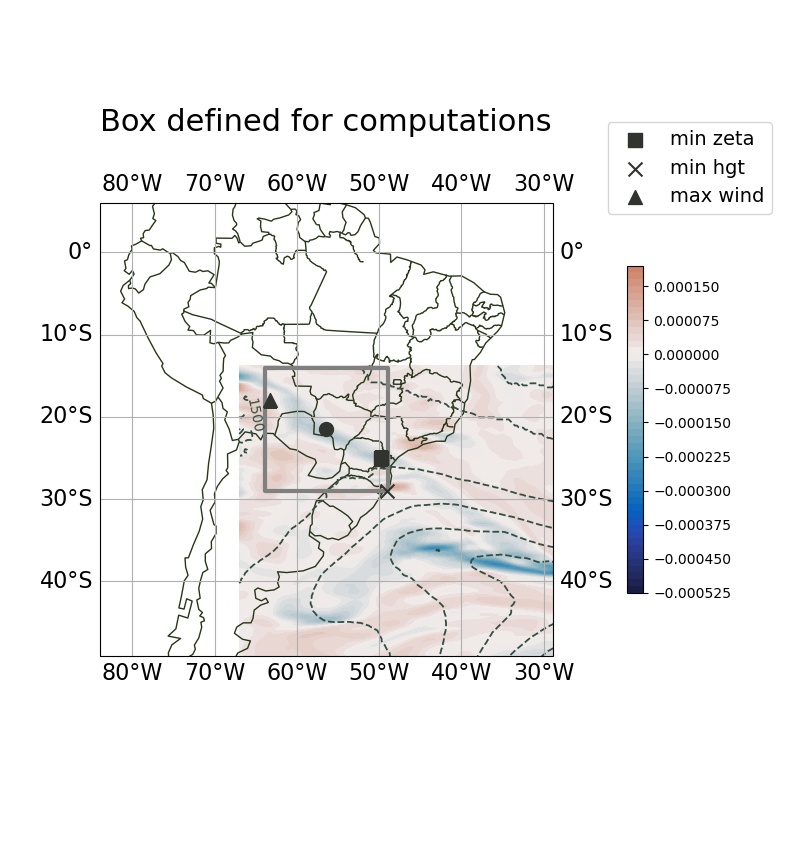 Box defined for computations
min zeta
min hgt
max wind
80°W 70°W 60°W 50°W 40°W 30°W
0° 0°
10°S 10°S
20°S 20°S
30°S 30°S
40°S 40°S
1500
80°W 70°W 60°W 50°W 40°W 30°W
0.000150
0.000075
0.000000
−0.000075
−0.000150
−0.000225
−0.000300
−0.000375
−0.000450
−0.000525